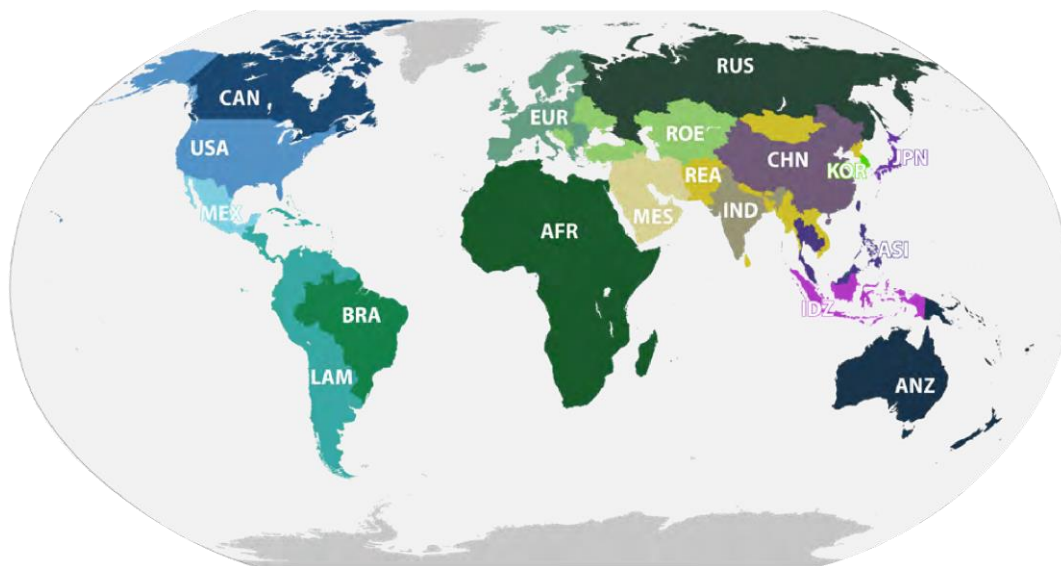 RUS
CAN
EUR
ROE
USA
CHN
JPN
KOR
REA
MEX
MES
IND
AFR
ASI
IDZ
BRA
LAM
ANZ